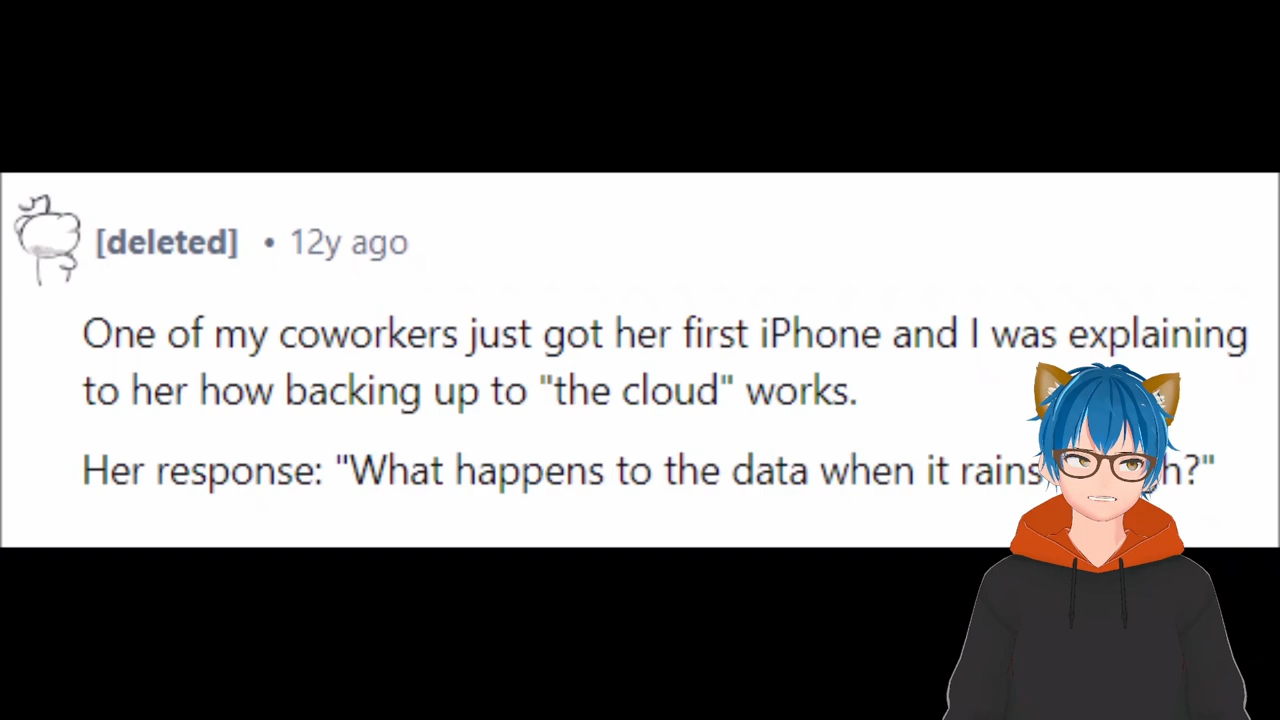 [deleted] • 12y ago
One of my coworkers just got her first iPhone and I was explaining
to her how backing up to "the cloud" works.
Her response: "What happens to the data when it rains